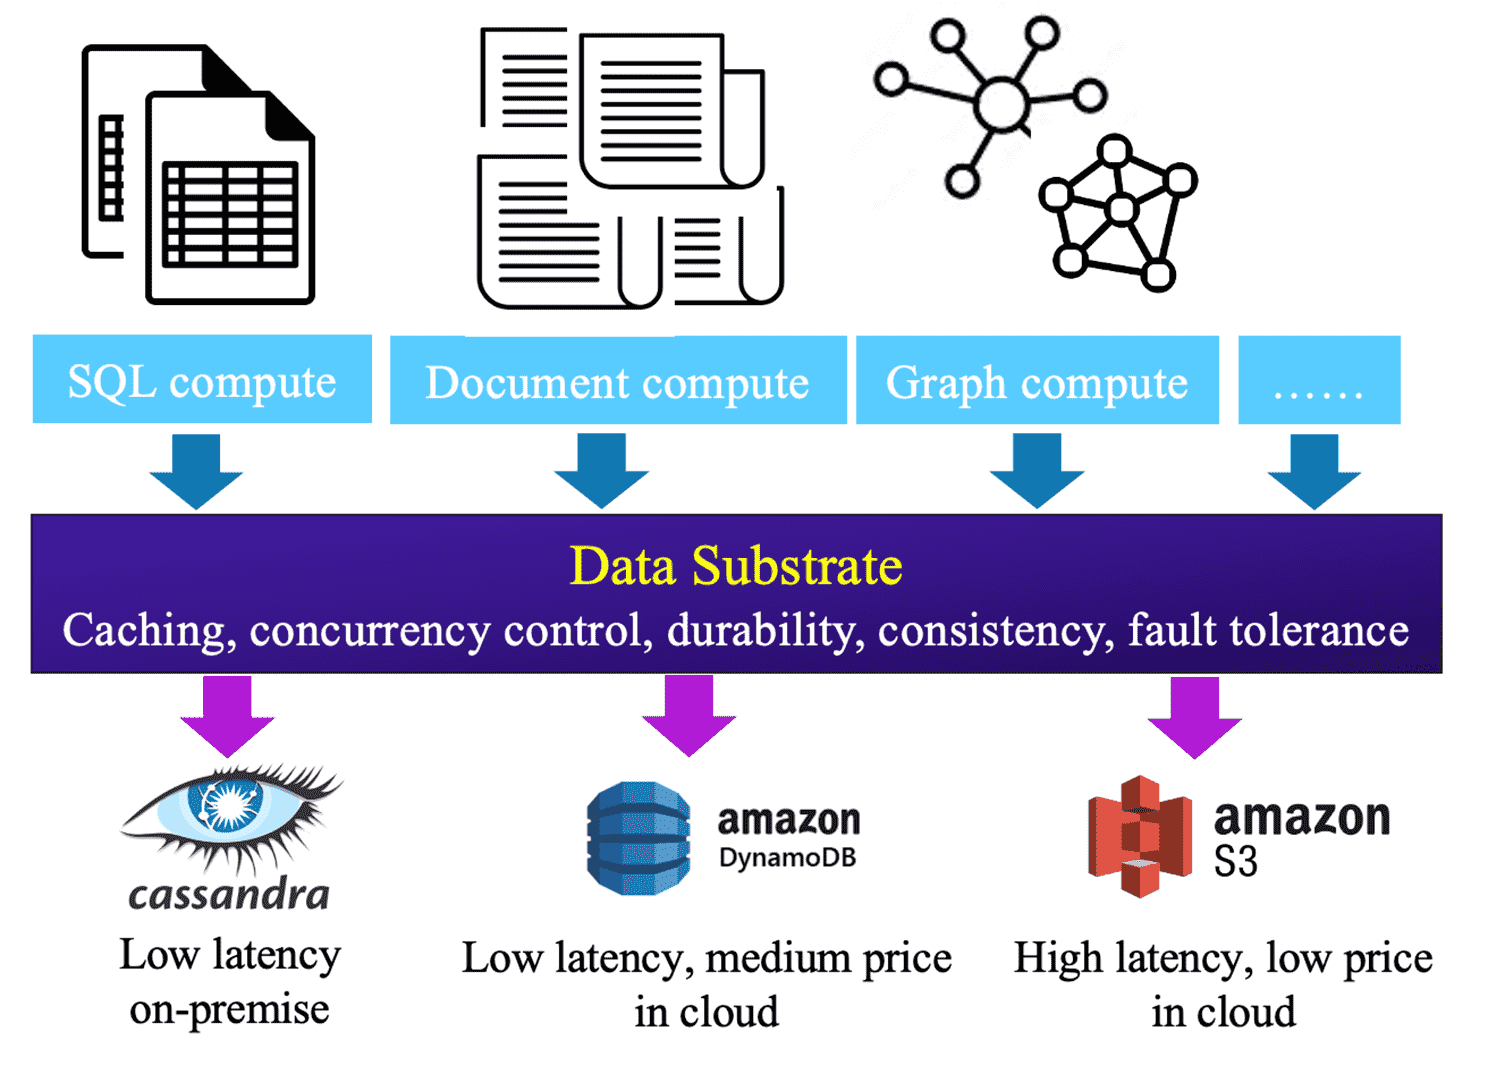 SQL compute
Document compute
Graph compute
……
Data Substrate
Caching, concurrency control, durability, consistency, fault tolerance
cassandra
Low latency
on-premise
amazon
DynamoDB
Low latency, medium price
in cloud
amazon
S3
High latency, low price
in cloud